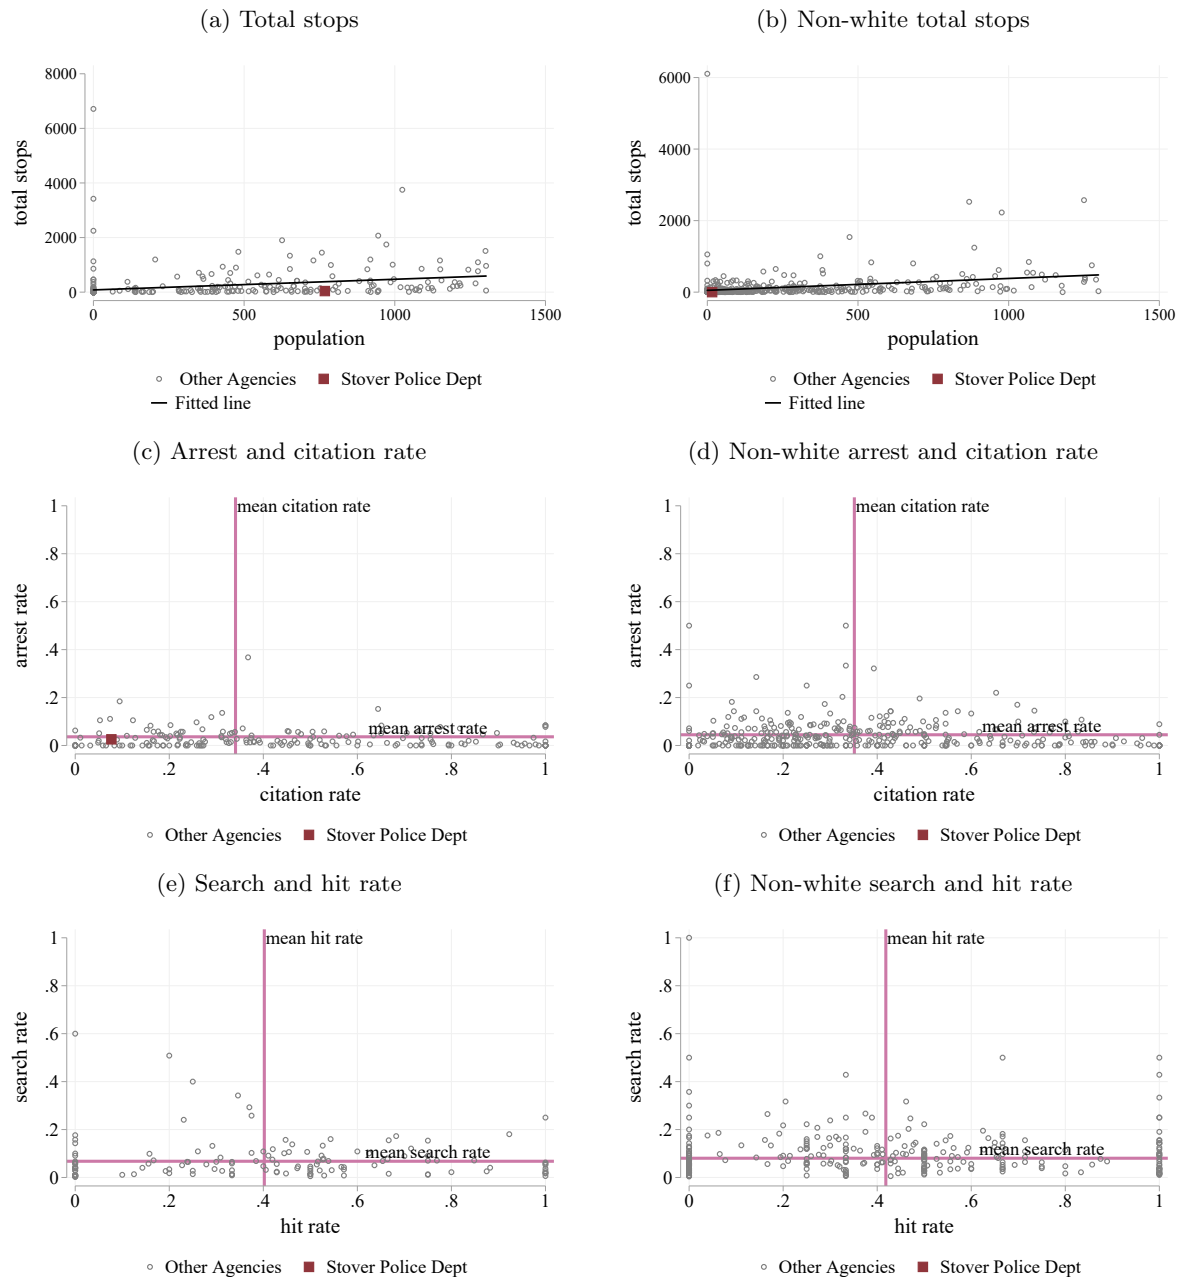 (a) Total stops
8000
6000
4000
2000
0
total stops
0 500 1000 1500
population
Other Agencies Stover Police Dept
Fitted line
(b) Non-white total stops
6000
4000
2000
0
total stops
0 500 1000 1500
population
Other Agencies Stover Police Dept
Fitted line
(c) Arrest and citation rate
1
.8
.6
.4
.2
0
arrest rate
mean citation rate
mean arrest rate
0 .2 .4 .6 .8 1
citation rate
Other Agencies Stover Police Dept
(d) Non-white arrest and citation rate
1
.8
.6
.4
.2
0
arrest rate
mean citation rate
mean arrest rate
0 .2 .4 .6 .8 1
citation rate
Other Agencies Stover Police Dept
(e) Search and hit rate
1
.8
.6
.4
.2
0
search rate
mean hit rate
mean search rate
0 .2 .4 .6 .8 1
hit rate
Other Agencies Stover Police Dept
(f) Non-white search and hit rate
1
.8
.6
.4
.2
0
search rate
mean hit rate
mean search rate
0 .2 .4 .6 .8 1
hit rate
Other Agencies Stover Police Dept